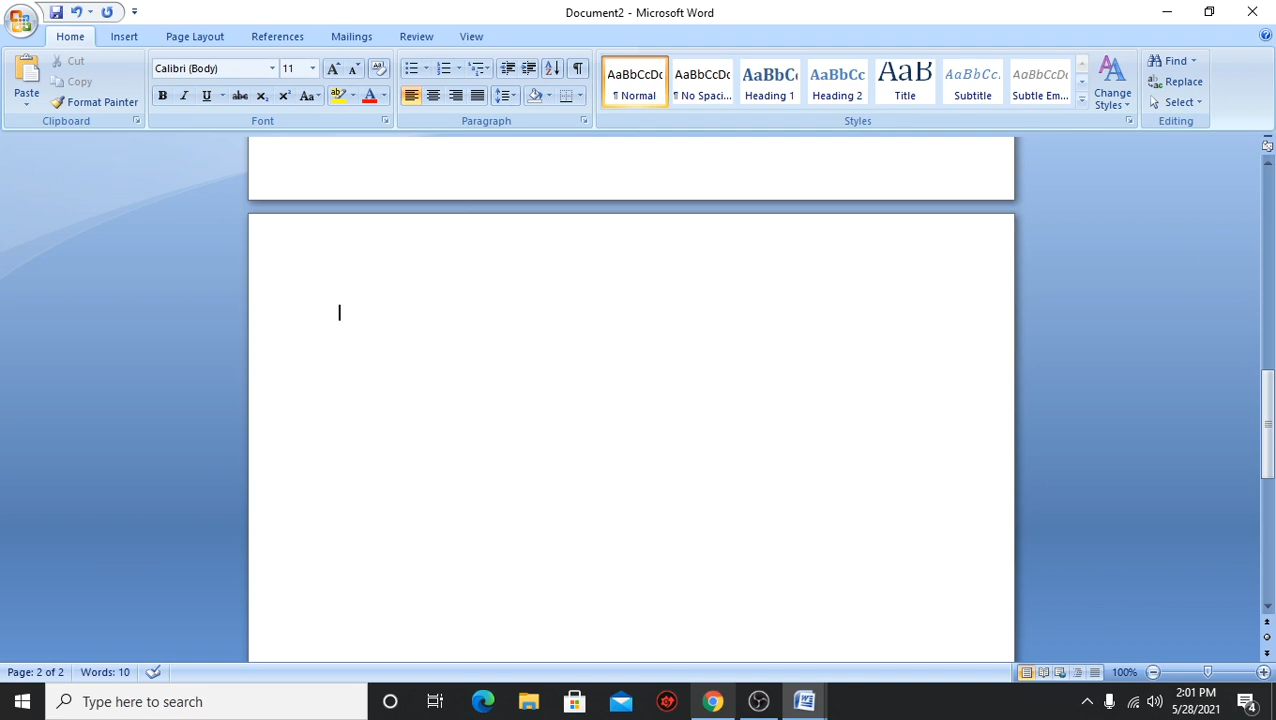 Document2 - Microsoft Word
Home Insert Page Layout References Mailings Review View
Paste
Cut
Copy
Format Painter
Clipboard
Calibri (Body) 11
Font
Paragraph
AaBbCcDc AaBbCcDc AaBbC AaBbCc AaB AaBbCc. AaBbCcDc
¶ Normal ¶ No Spaci... Heading 1 Heading 2 Title Subtitle Subtle Em...
Change
Styles
Styles
Find
Replace
Select
Editing
Page: 2 of 2 Words: 10 100%
Type here to search
2:01 PM
5/28/2021
4